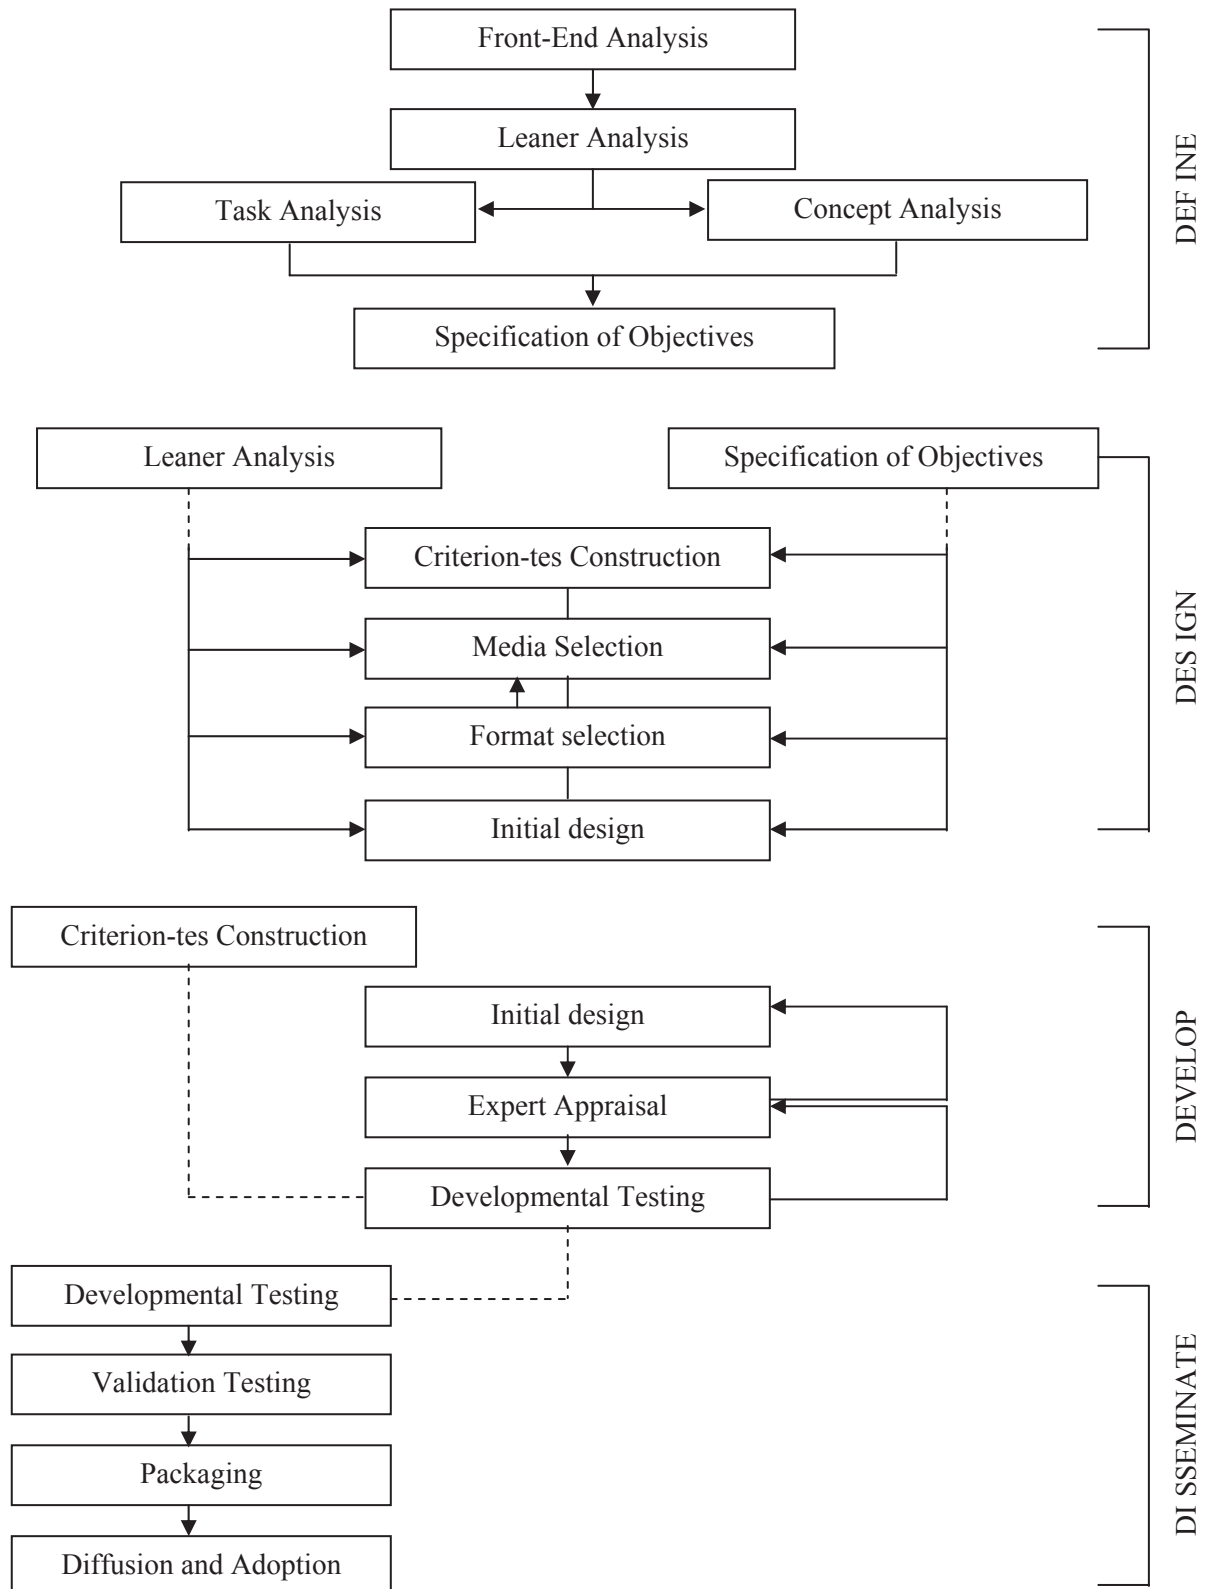 Front-End Analysis
Leaner Analysis
Task Analysis
Concept Analysis
Specification of Objectives
DEF INE
Leaner Analysis
Specification of Objectives
Criterion-tes Construction
Media Selection
Format selection
Initial design
DES IGN
Criterion-tes Construction
Initial design
Expert Appraisal
Developmental Testing
DEVELOP
Developmental Testing
Validation Testing
Packaging
Diffusion and Adoption
DI SSEMINATE